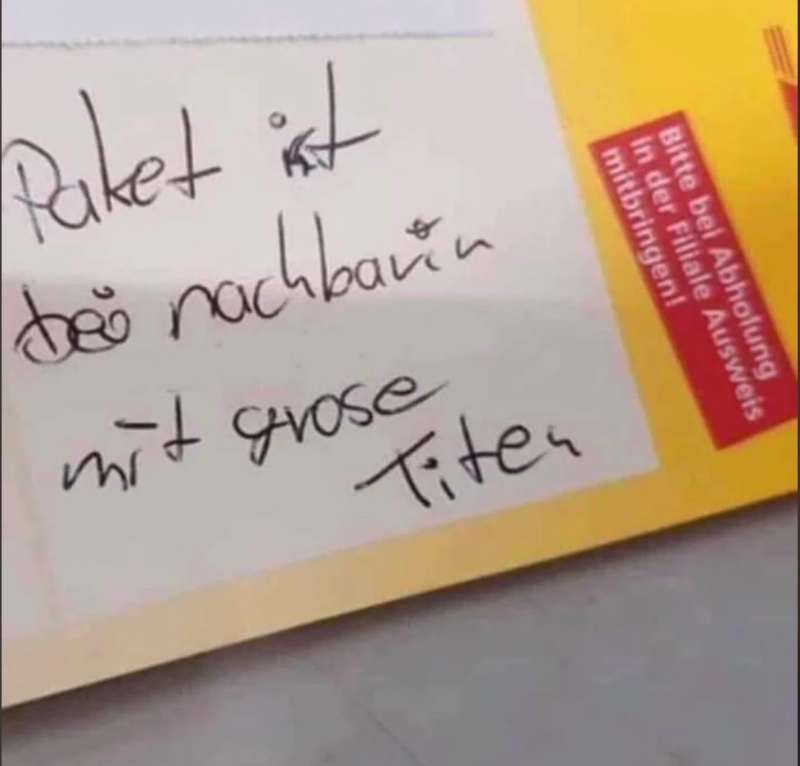 Paket ist
bei nachbarin
mit grose
Titen
Bitte bei Abholung
in der Filiale Ausweis
mitbringen!